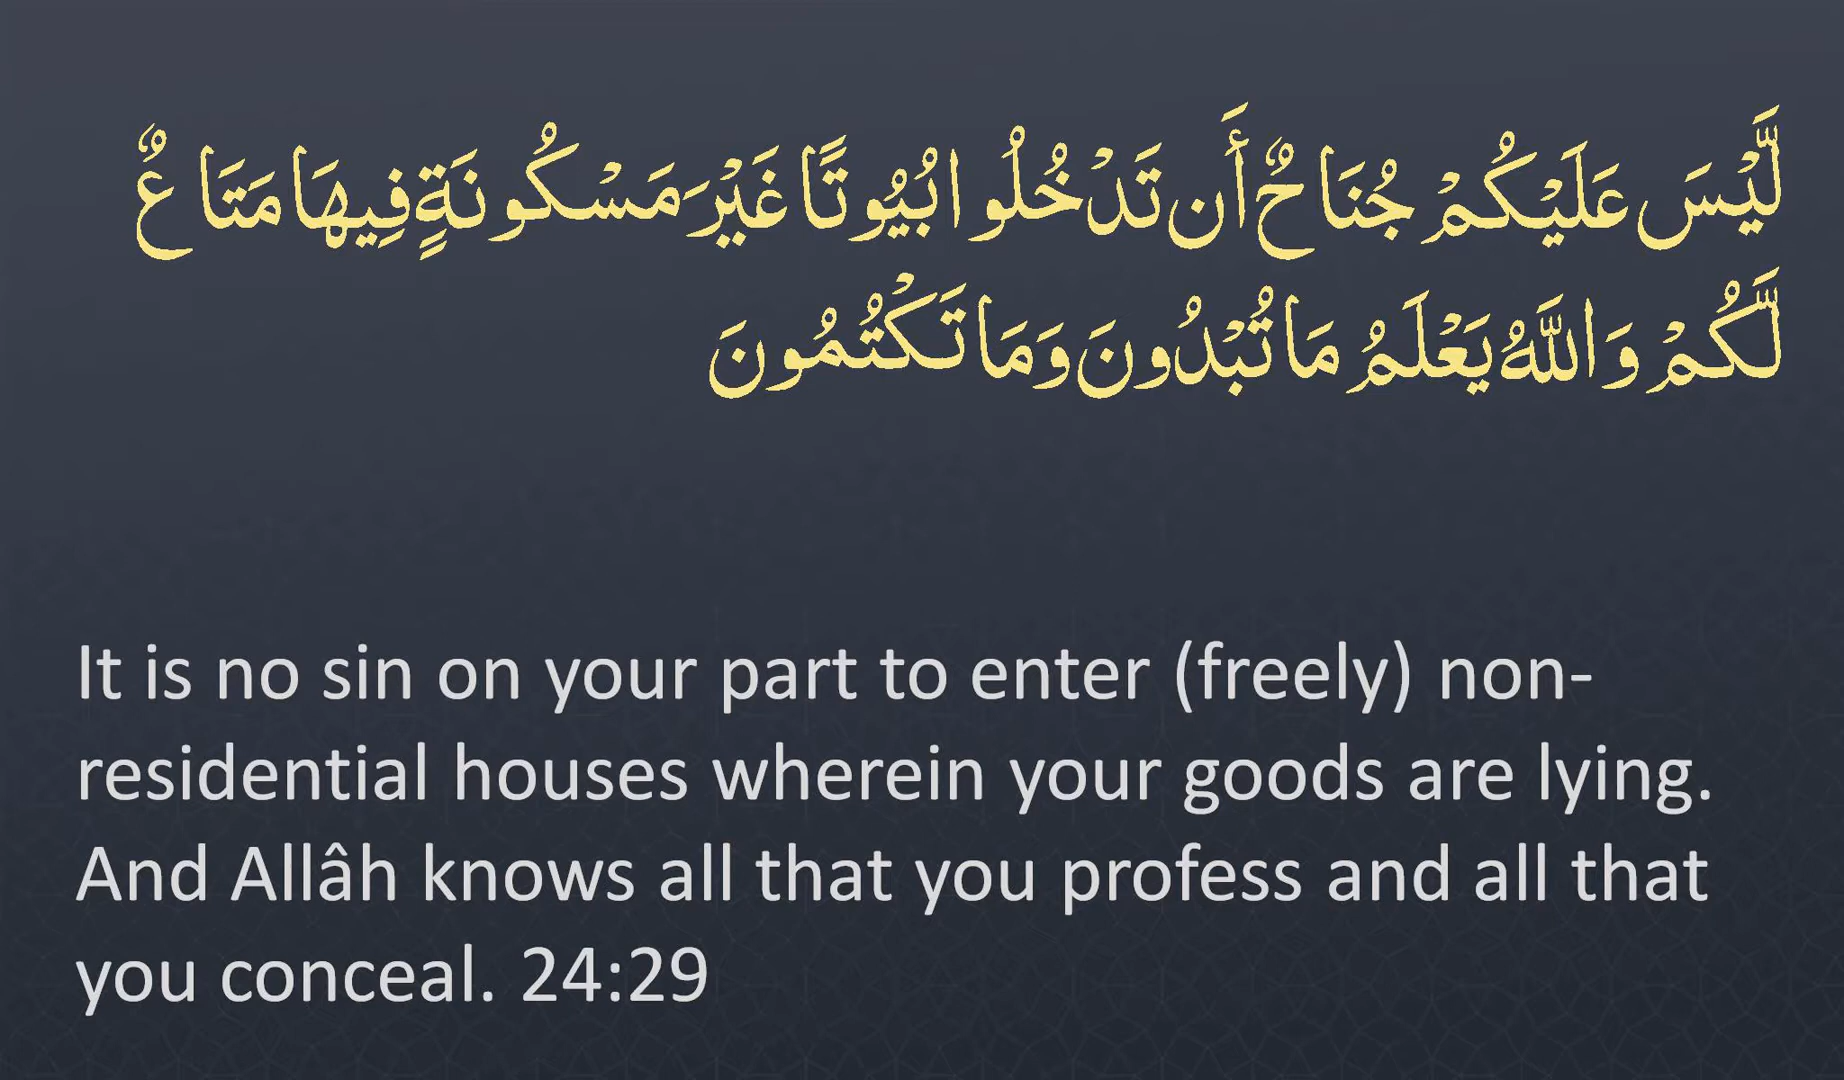 لَّيْسَ عَلَيْكُمْ جُنَاحٌ أَن تَدْخُلُوا بُيُوتًا غَيْرَ مَسْكُونَةٍ فِيهَا مَتَاعٌ
لَّكُمْ وَاللَّهُ يَعْلَمُ مَا تُبْدُونَ وَمَا تَكْتُمُونَ
It is no sin on your part to enter (freely) non-
residential houses wherein your goods are lying.
And Allâh knows all that you profess and all that
you conceal. 24:29